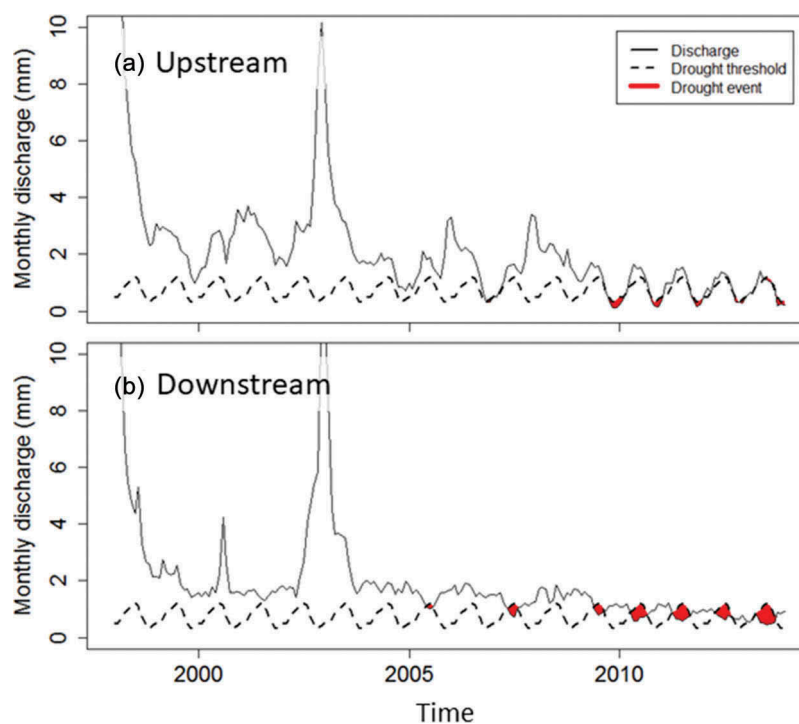 (a) Upstream
Discharge
Drought threshold
Drought event
Monthly discharge (mm)
10
8
6
4
2
0
(b) Downstream
Monthly discharge (mm)
10
8
6
4
2
0
2000 2005 2010
Time